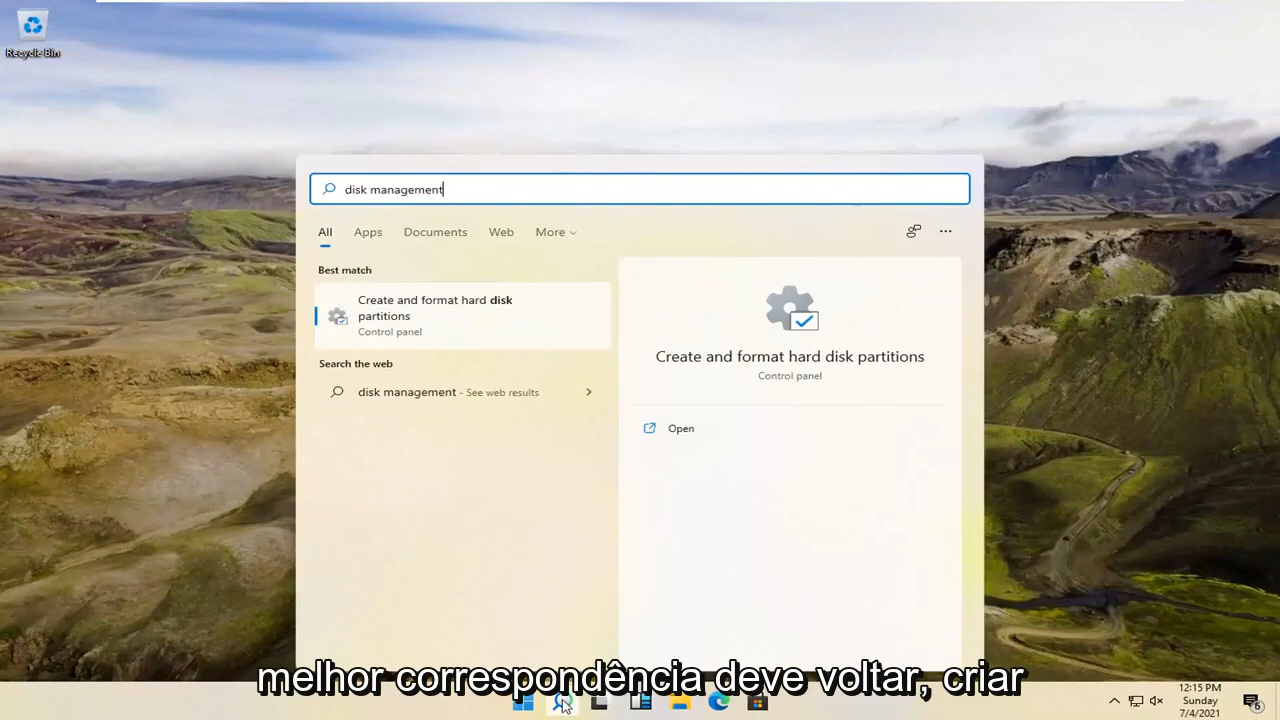 Recycle Bin
disk management
All
Apps
Documents
Web
More
Best match
Create and format hard disk
partitions
Control panel
Search the web
disk management - See web results
Create and format hard disk partitions
Control panel
Open
melhor correspondência deve voltar, criar
12:15 PM
Sunday
7/4/2021
6